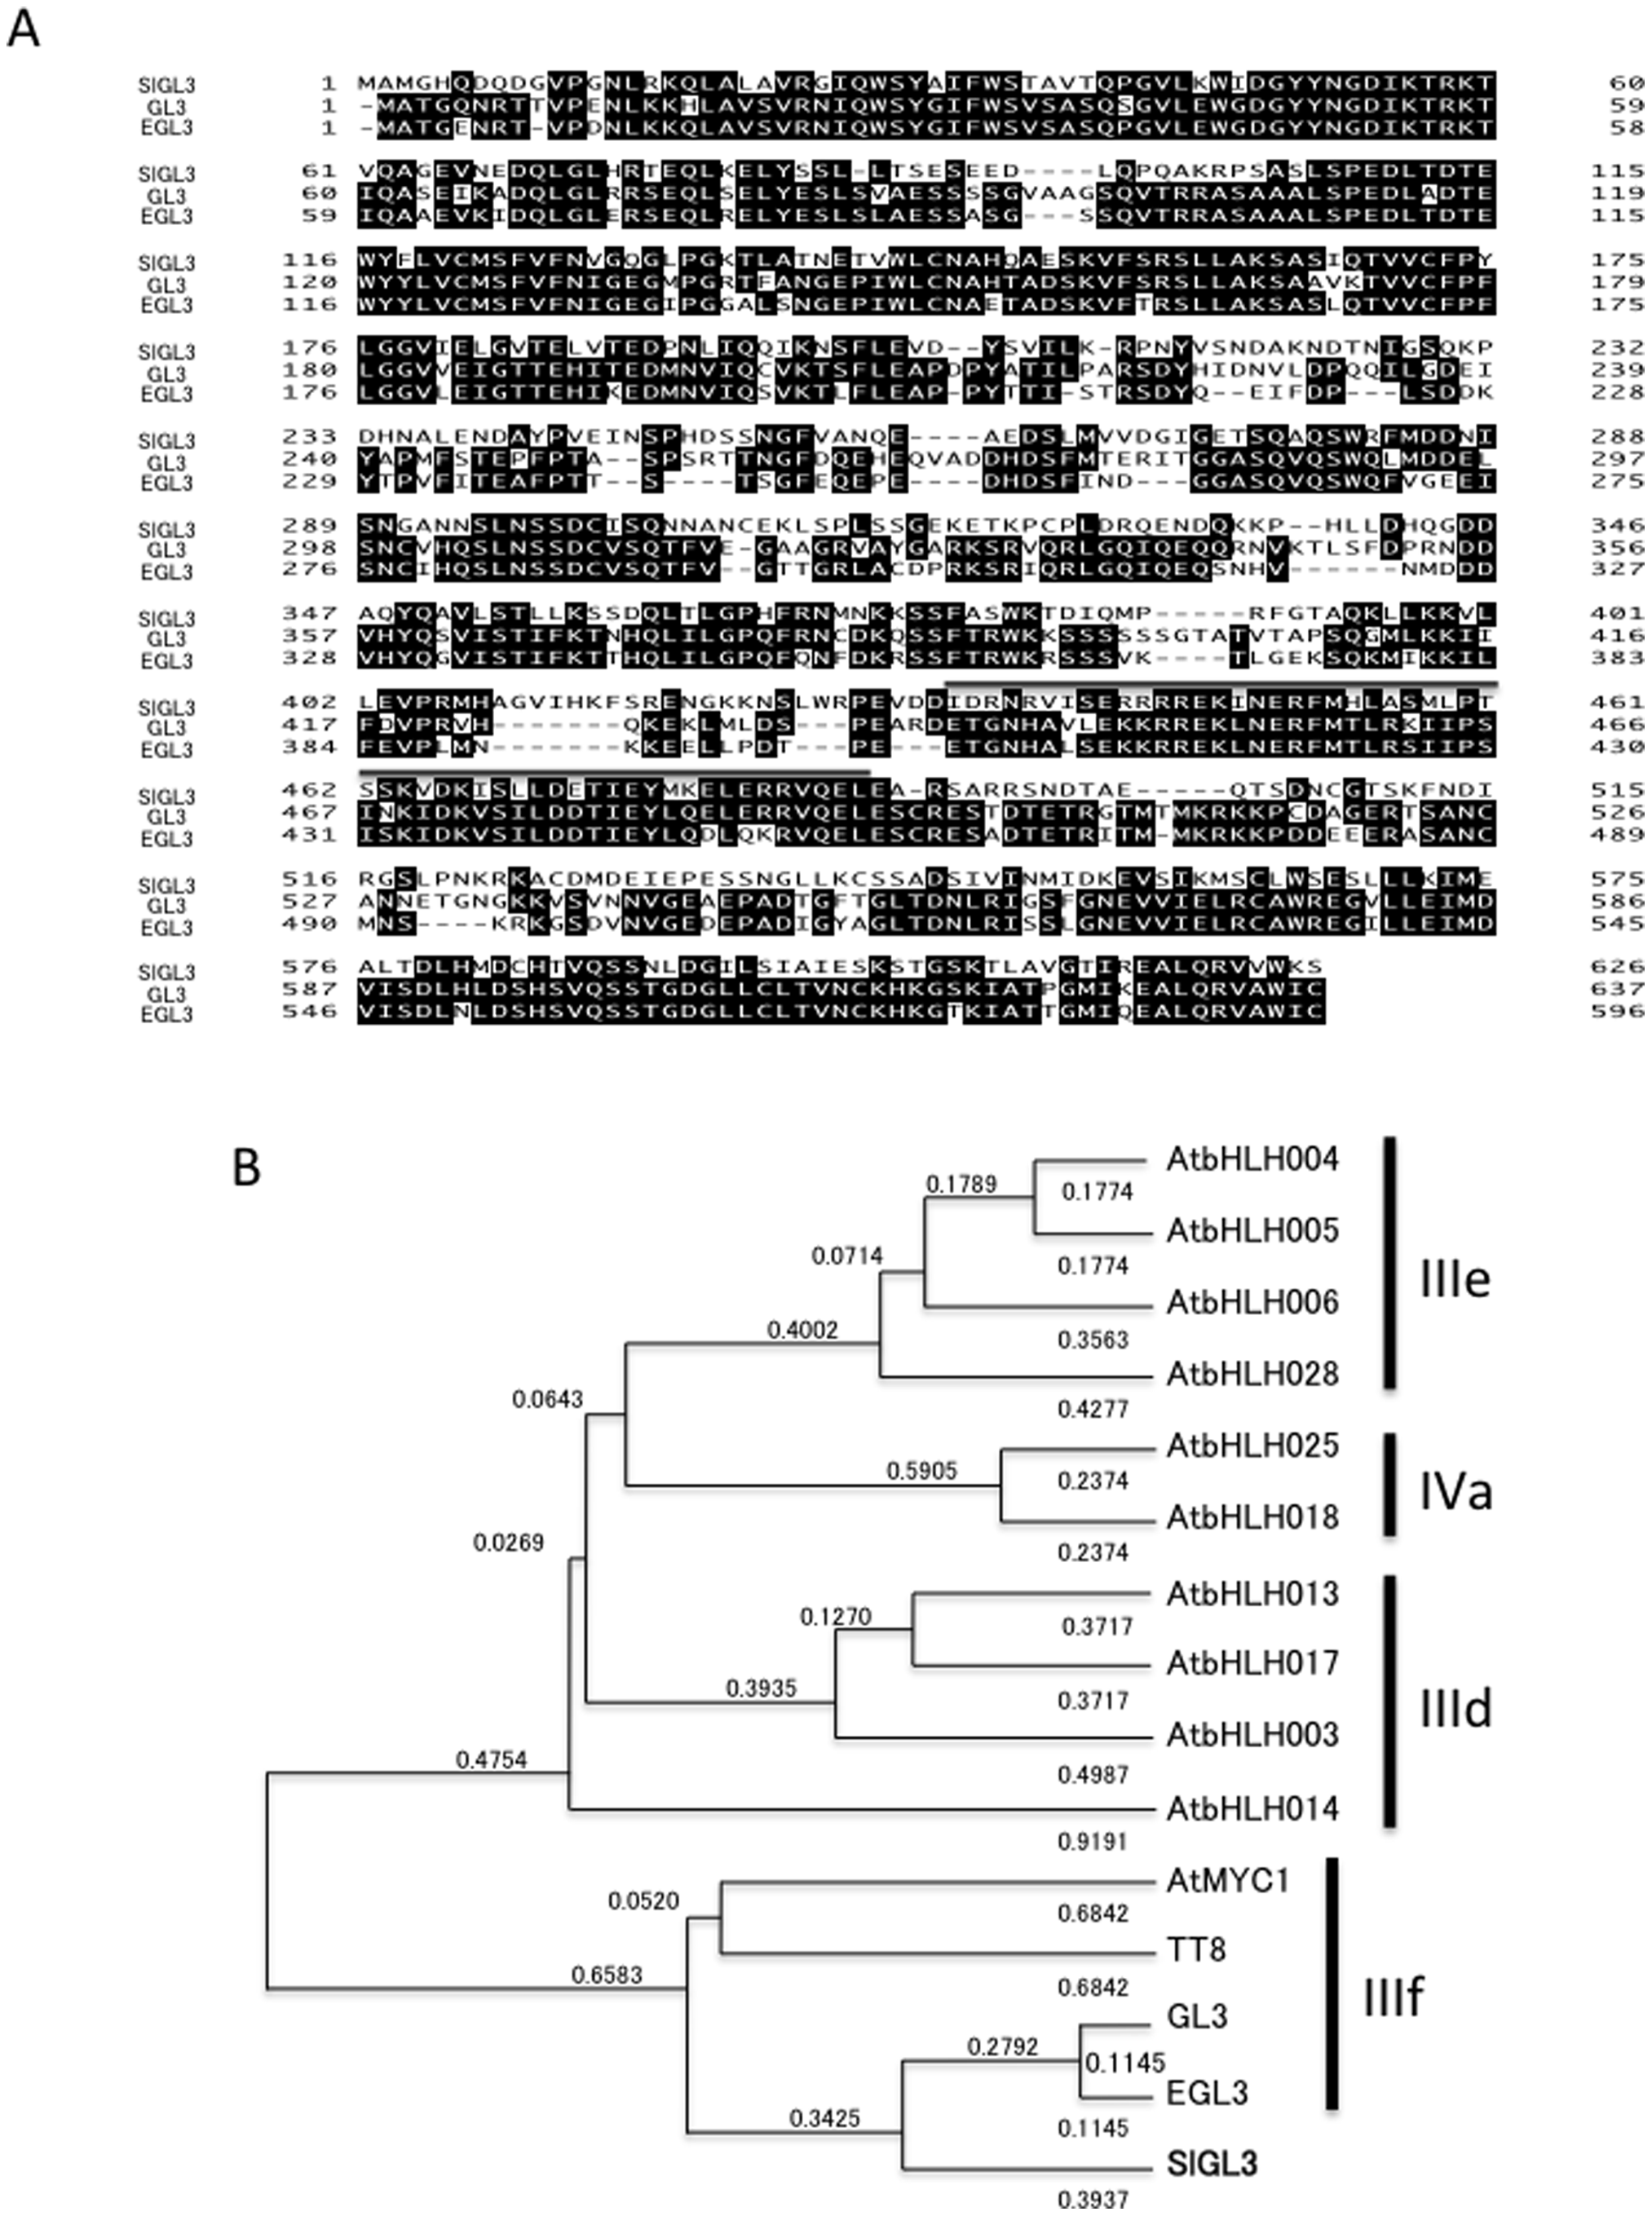 A
SlGL3 1 MAMGHQDQDGVPGNLRKQLALAVRGIQWSYAIFWSTAVTQPGVLKWIDGYYNGDIKTRKT 60
GL3 1 -MATGQNRTTVPENLKKHLAVSVRNIQWSYGIFWSVSASQSGVLEWGDGYYNGDIKTRKT 59
EGL3 1 -MATGENRT-VPDNLKKQLAVSVRNIQWSYGIFWSVSASQPGVLEWGDGYYNGDIKTRKT 58
SlGL3 61 VQAGEVNEDQLGLHRTEQLKELYSSL-LTSESEED----LQPQAKRPSASLSPEDLTDTE 115
GL3 60 IQASEIKADQLGLRRSEQLSELYESLSVAESSSSGVAAGSQVTRRASAAALSPEDLADTE 119
EGL3 59 IQAAEVKIDQLGLERSEQLRELYESLSLAESSASG---SSQVTRRASAAALSPEDLTDTE 115
SlGL3 116 WYFLVCMSFVFNVGQGLPGKTLATNETVWLCNAHQAESKVFSRSLLAKSASIQTVVCFPY 175
GL3 120 WYYLVCMSFVFNIGEGMPGRTFANGEPIWLCNAHTADSKVFSRSLLAKSAAVKTVVCFPF 179
EGL3 116 WYYLVCMSFVFNIGEGIPGGALSNGEPIWLCNAETADSKVFTRSLLAKSASLQTVVCFPF 175
SlGL3 176 LGGVIELGVTELVTEDPNLIQQIKNSFLEVD--YSVILK-RPNYVSNDAKNDTNIGSQKP 232
GL3 180 LGGVVEIGTTEHITEDMNVIQCVKTSFLEAPDPYATILPARSDYHIDNVLDPQQILGDEI 239
EGL3 176 LGGVLEIGTTEHIKEDMNVIQSVKTLFLEAP-PYTTI-STRSDYQ--EIFDP---LSDDK 228
SlGL3 233 DHNALENDAYPVEINSPHDSSNGFVANQE----AEDSLMVVDGIGETSQAQSWRFMDDNI 288
GL3 240 YAPMFSTEPFPTA--SPSRTTNGFDQEHEQVADDHDSFMTERITGGASQVQSWQLMDDEL 297
EGL3 229 YTPVFITEAFPTT--S----TSGFEQEPE----DHDSFIND---GGASQVQSWQFVGEEI 275
SlGL3 289 SNGANNSLNSSDCISQNNANCEKLSPLSSGEKETKPCPLDRQENDQKKP--HLLDHQGDD 346
GL3 298 SNCVHQSLNSSDCVSQTFVE-GAAGRVAYGARKSRVQRLGQIQEQQRNVKTLSFDPRNDD 356
EGL3 276 SNCIHQSLNSSDCVSQTFV--GTTGRLACDPRKSRIQRLGQIQEQSNHV------NMDDD 327
SlGL3 347 AQYQAVLSTLLKSSDQLTLGPHFRNMNKKSSFASWKTDIQMP-----RFGTAQKLLKKVL 401
GL3 357 VHYQSVISTIFKTNHQLILGPQFRNCDKQSSFTRWKKSSSSSSGTATVTAPSQGMLKKII 416
EGL3 328 VHYQGVISTIFKTTHQLILGPQFQNFDKRSSFTRWKRSSSVK----TLGEKSQKMIKKIL 383
SlGL3 402 LEVPRMHAGVIHKFSRENGKKNSLWRPEVDDIDRNRVISERRRREKINERFMHLASMLPT 461
GL3 417 FDVPRVH-------QKEKLMLDS---PEARDETGNHAVLEKKRREKLNERFMTLRKIIPS 466
EGL3 384 FEVPLMN-------KKEELLPDT---PE---ETGNHALSEKKRREKLNERFMTLRSIIPS 430
SlGL3 462 SSKVDKISLLDETIEYMKELERRVQELEA-RSARRSNDTAE-----QTSDNCGTSKFNDI 515
GL3 467 INKIDKVSILDDTIEYLQELERRVQELESCRESTDTETRGTMTMKRKKPCDAGERTSANC 526
EGL3 431 ISKIDKVSILDDTIEYLQDLQKRVQELESCRESADTETRITM-MKRKKPDDEEERASANC 489
SlGL3 516 RGSLPNKRKACDMDEIEPESSNGLLKCSSADSIVINMIDKEVSIKMSCLWSESLLLKIME 575
GL3 527 ANNETGNGKKVSVNNVGEAEPADTGFTGLTDNLRIGSFGNEVVIELRCAWREGVLLEIMD 586
EGL3 490 MNS----KRKGSDVNVGEDEPADIGYAGLTDNLRISSLGNEVVIELRCAWREGILLEIMD 545
SlGL3 576 ALTDLHMDCHTVQSSNLDGILSIAIESKSTGSKTLAVGTIREALQRVVWKS 626
GL3 587 VISDLHLDSHSVQSSTGDGLLCLTVNCKHKGSKIATPGMIKEALQRVAWIC 637
EGL3 546 VISDLNLDSHSVQSSTGDGLLCLTVNCKHKGTKIATTGMIQEALQRVAWIC 596
B
AtbHLH004
0.1789
0.1774
AtbHLH005
0.0714
0.1774
IIIe
AtbHLH006
0.4002
0.3563
AtbHLH028
0.0643
0.4277
AtbHLH025
0.5905
0.2374
IVa
AtbHLH018
0.0269
0.2374
AtbHLH013
0.1270
0.3717
AtbHLH017
0.3935
0.3717
IIId
AtbHLH003
0.4754
0.4987
AtbHLH014
0.9191
AtMYC1
0.0520
0.6842
TT8
0.6583
0.6842
IIIf
GL3
0.2792
0.1145
EGL3
0.3425
0.1145
SlGL3
0.3937